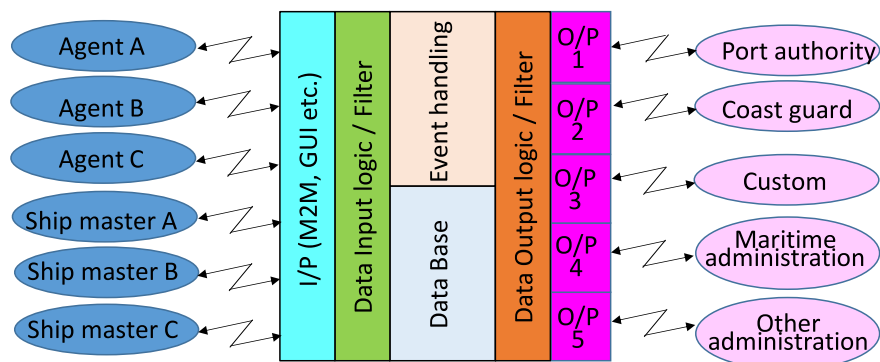 Agent A
Agent B
Agent C
Ship master A
Ship master B
Ship master C
I/P (M2M, GUI etc.)
Data Input logic / Filter
Event handling
Data Base
Data Output logic / Filter
O/P
1
O/P
2
O/P
3
O/P
4
O/P
5
Port authority
Coast guard
Custom
Maritime
administration
Other
administration